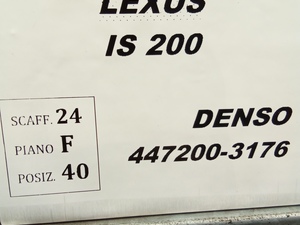 LEXUS
IS 200
SCAFF. 24
PIANO F
POSIZ. 40
DENSO
447200-3176